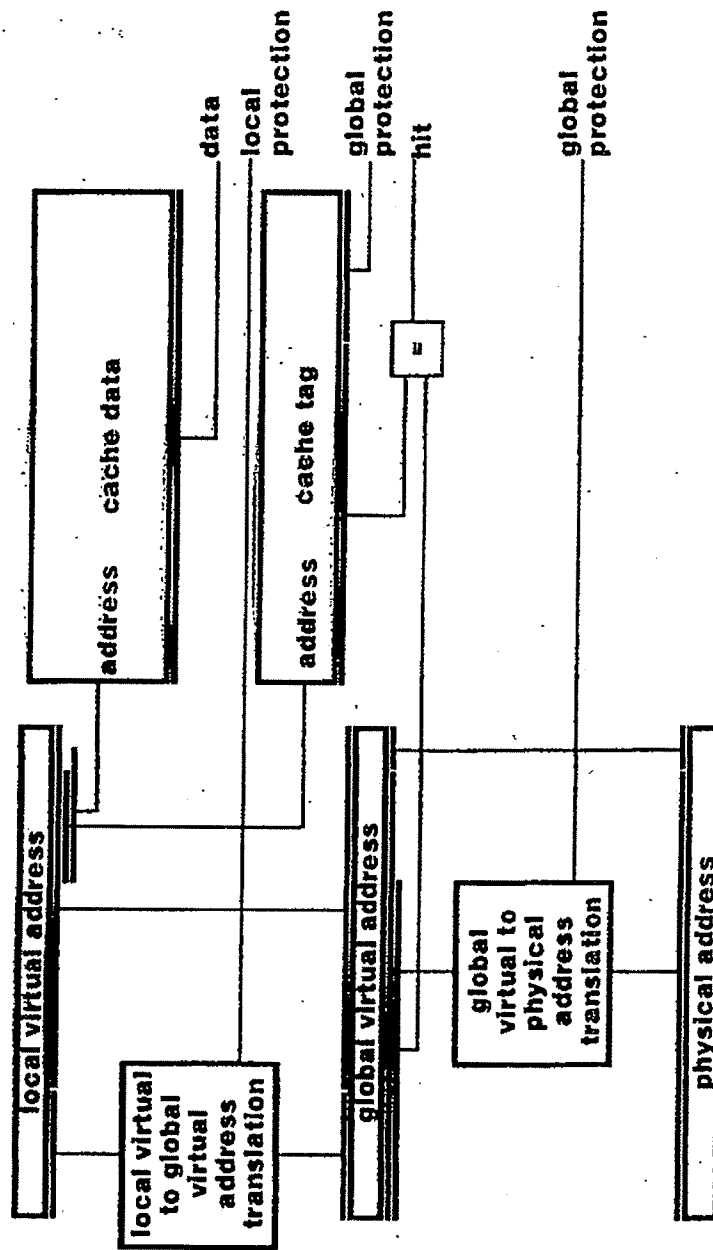 local virtual address
local virtual
to global
virtual
address
translation
address cache data
data
local
protection
address cache tag
global
protection
=
hit
global virtual address
global
virtual to
physical
address
translation
global
protection
physical address